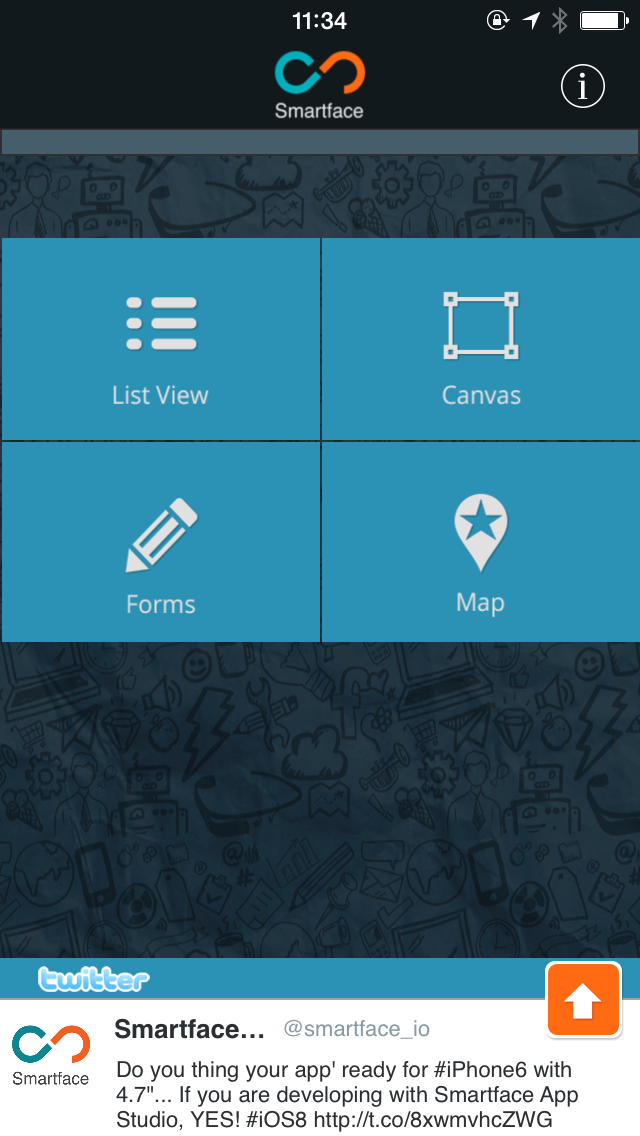 11:34
Smartface
i
List View
Canvas
Forms
Map
twitter
Smartface... @smartface_io
Smartface
Do you thing your app' ready for #iPhone6 with
4.7"... If you are developing with Smartface App
Studio, YES! #iOS8 http://t.co/8xwmvhcZWG